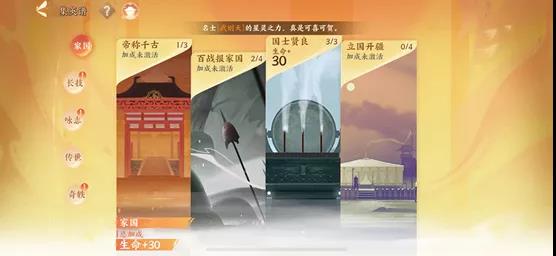 集英谱
?
名士"武则天"的星灵之力，真是可喜可贺。
家国
长技
咏志
传世
奇轶
帝称千古 1/3
加成未激活
百战报家国 2/4
加成未激活
国士贤良 3/3
生命+
30
立国开疆 0/4
加成未激活
家国
总加成
生命+30